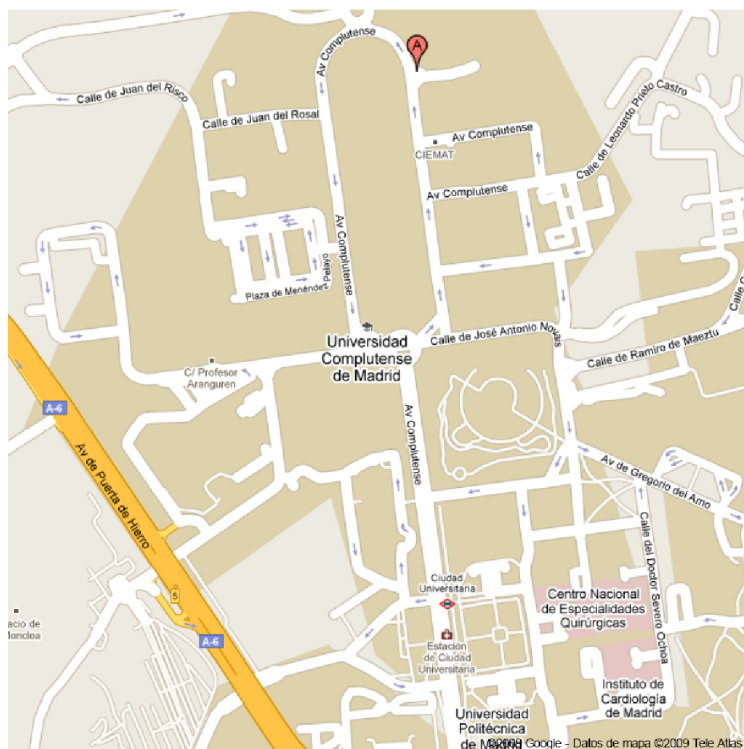 Av Complutense
A
Calle de Juan del Risco
Calle de Juan del Rosal
Av Complutense
CIEMAT
Calle de Leonardo Prieto Castro
Av Complutense
Av Complutense
Pelayo
Plaza de Menéndez
Universidad
Complutense
de Madrid
Calle de José Antonio Novais
Calle de Ramiro de Maeztu
Calle
C/ Profesor
Aranguren
A-6
Av Complutense
Av de Puerta de Hierro
Av de Gregorio del Amo
Calle del Doctor Severo Ochoa
Ciudad
Universitaria
Centro Nacional
de Especialidades
Quirúrgicas
5
acio de
Moncloa
A-6
Estación
de Ciudad
Universitaria
Instituto de
Cardiología
de Madrid
Universidad
Politécnica
de Madrid
©2009 Google - Datos de mapa ©2009 Tele Atlas